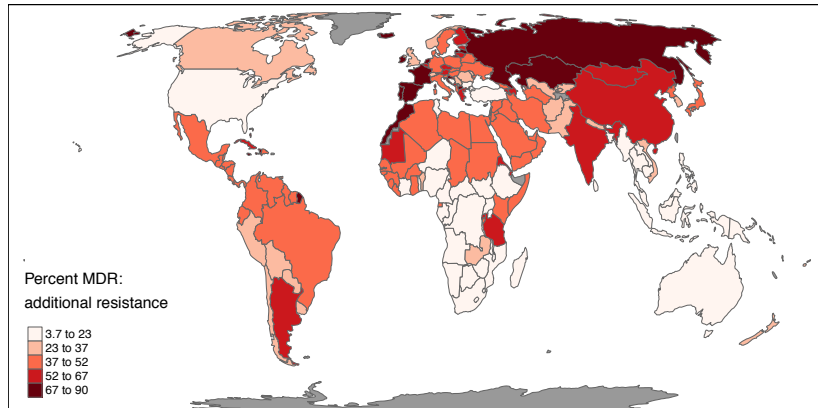 Percent MDR:
additional resistance
3.7 to 23
23 to 37
37 to 52
52 to 67
67 to 90